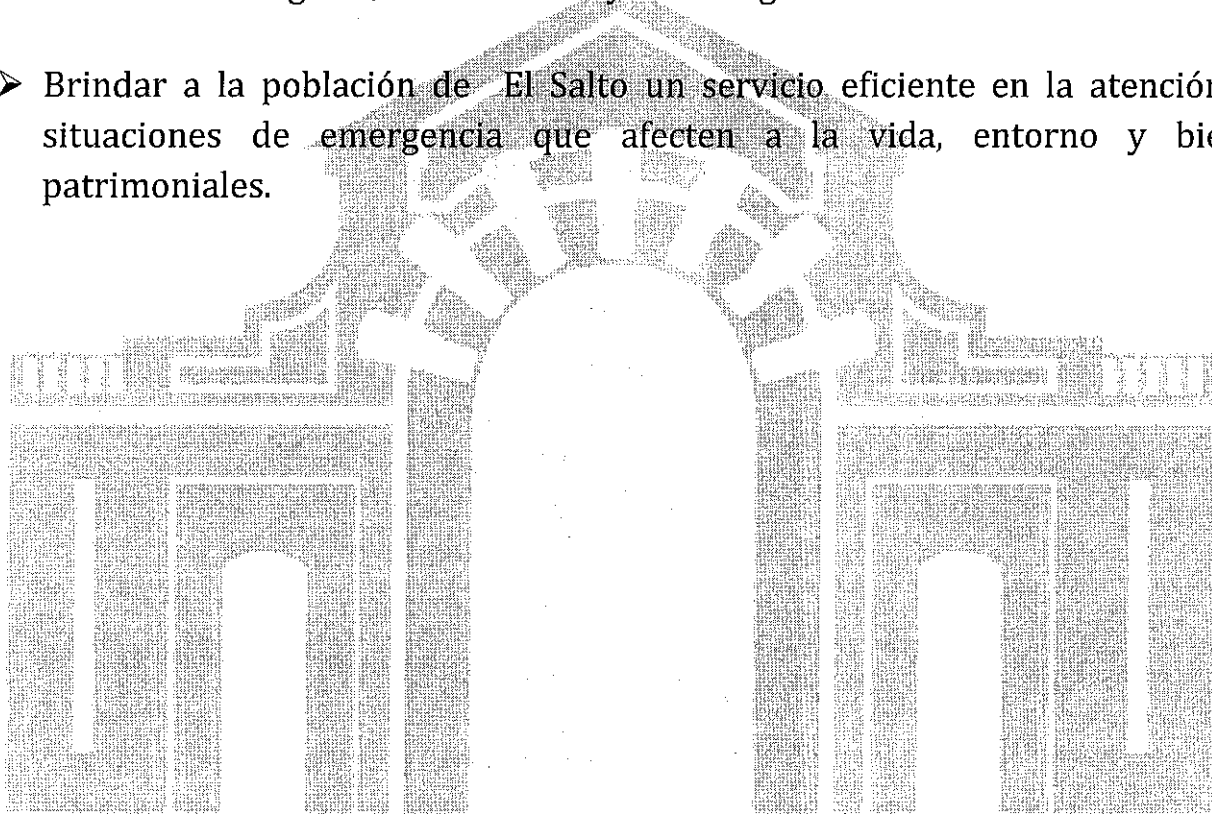 ➢ Brindar a la población de El Salto un servicio eficiente en la atención
situaciones de emergencia que afecten a la vida, entorno y bie
patrimoniales.